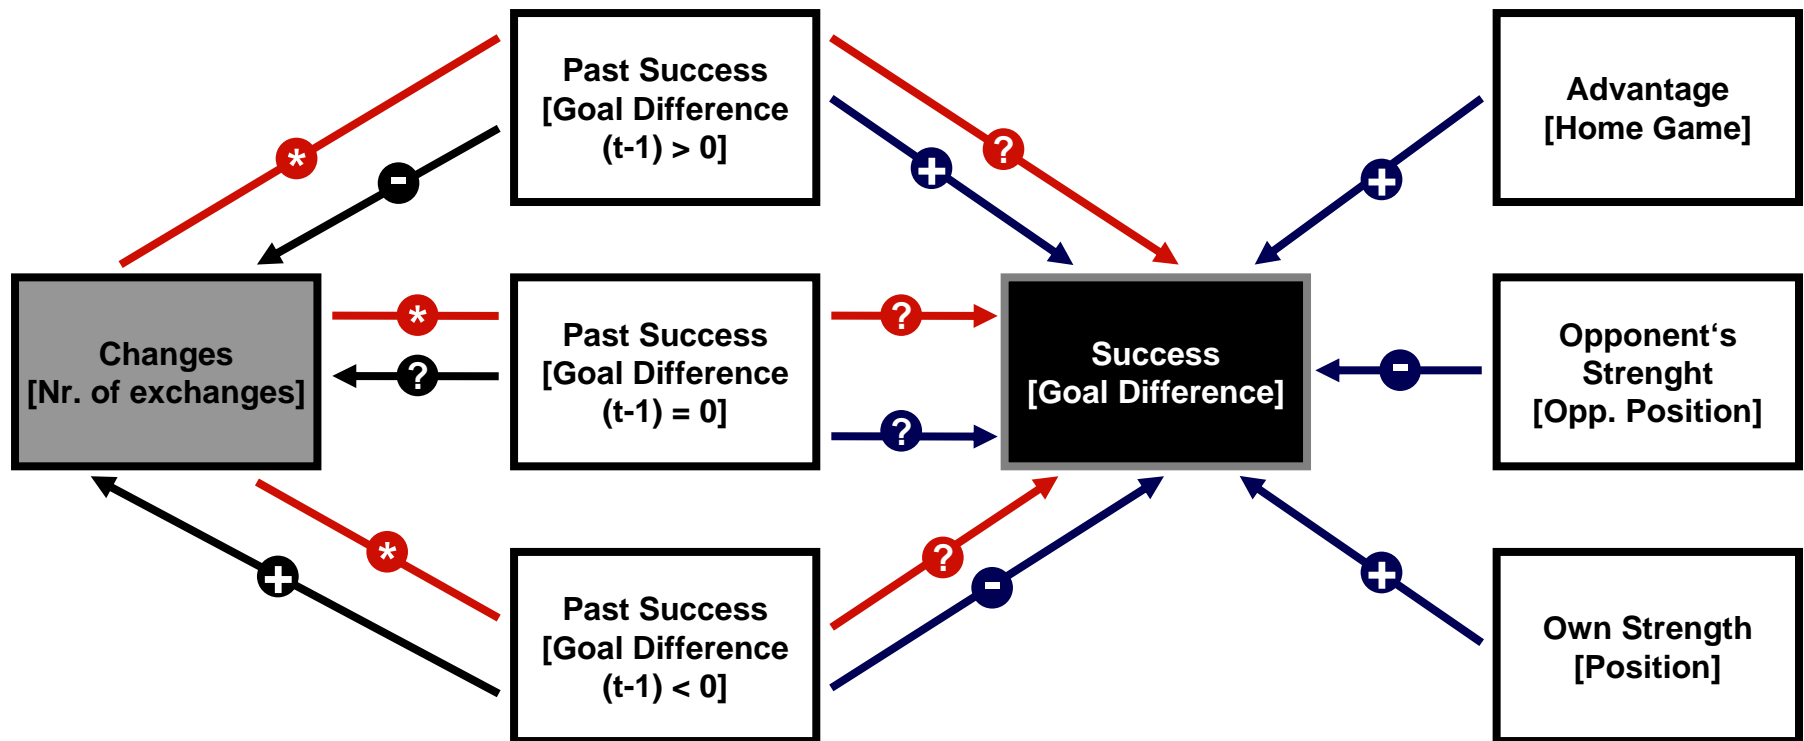 Past Success
[Goal Difference
(t-1) > 0]
Advantage
[Home Game]
*
-
+
?
+
Changes
[Nr. of exchanges]
*
?
Past Success
[Goal Difference
(t-1) = 0]
?
?
Success
[Goal Difference]
-
Opponent‘s
Strenght
[Opp. Position]
*
+
Past Success
[Goal Difference
(t-1) < 0]
?
-
+
Own Strength
[Position]